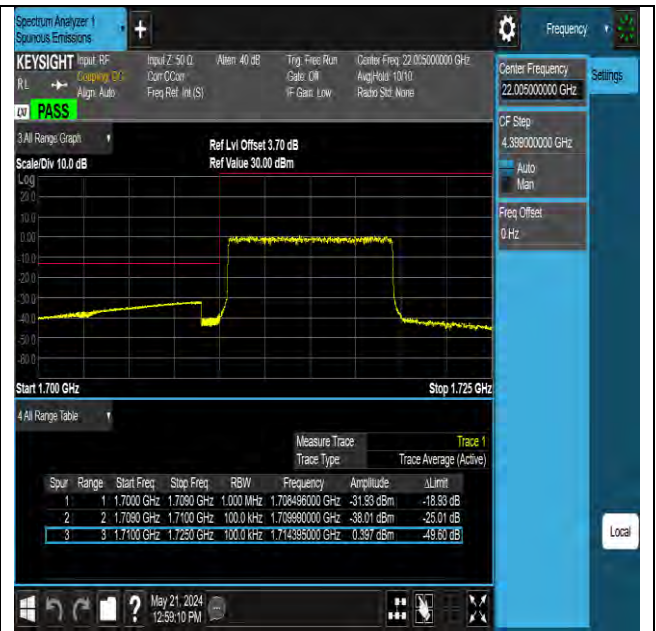 Spectrum Analyzer 1
Spurious Emissions
+
Frequency
KEYSIGHT Input: RF Input Z: 50 Ω Atten: 40 dB Trig: Free Run Center Freq: 22.005000000 GHz
RL Coupling: DC Corr CCorr Gate: Off Avg|Hold: 10/10
Align: Auto Freq Ref: Int (S) IF Gain: Low Radio Std: None
PASS
Center Frequency
22.005000000 GHz
Settings
CF Step
4.399000000 GHz
Auto
Man
Freq Offset
0 Hz
3 All Range Graph
Ref Lvl Offset 3.70 dB
Scale/Div 10.0 dB Ref Value 30.00 dBm
Log
20.0
10.0
0.00
-10.0
-20.0
-30.0
-40.0
-50.0
-60.0
Start 1.700 GHz Stop 1.725 GHz
4 All Range Table
Measure Trace Trace 1
Trace Type Trace Average (Active)
Spur Range Start Freq Stop Freq RBW Frequency Amplitude ΔLimit
1 1 1.7000 GHz 1.7090 GHz 1.000 MHz 1.708496000 GHz -31.93 dBm -18.93 dB
2 2 1.7090 GHz 1.7100 GHz 100.0 kHz 1.709990000 GHz -38.01 dBm -25.01 dB
3 3 1.7100 GHz 1.7250 GHz 100.0 kHz 1.714395000 GHz 0.397 dBm -49.60 dB
Local
?
May 21, 2024
12:59:10 PM